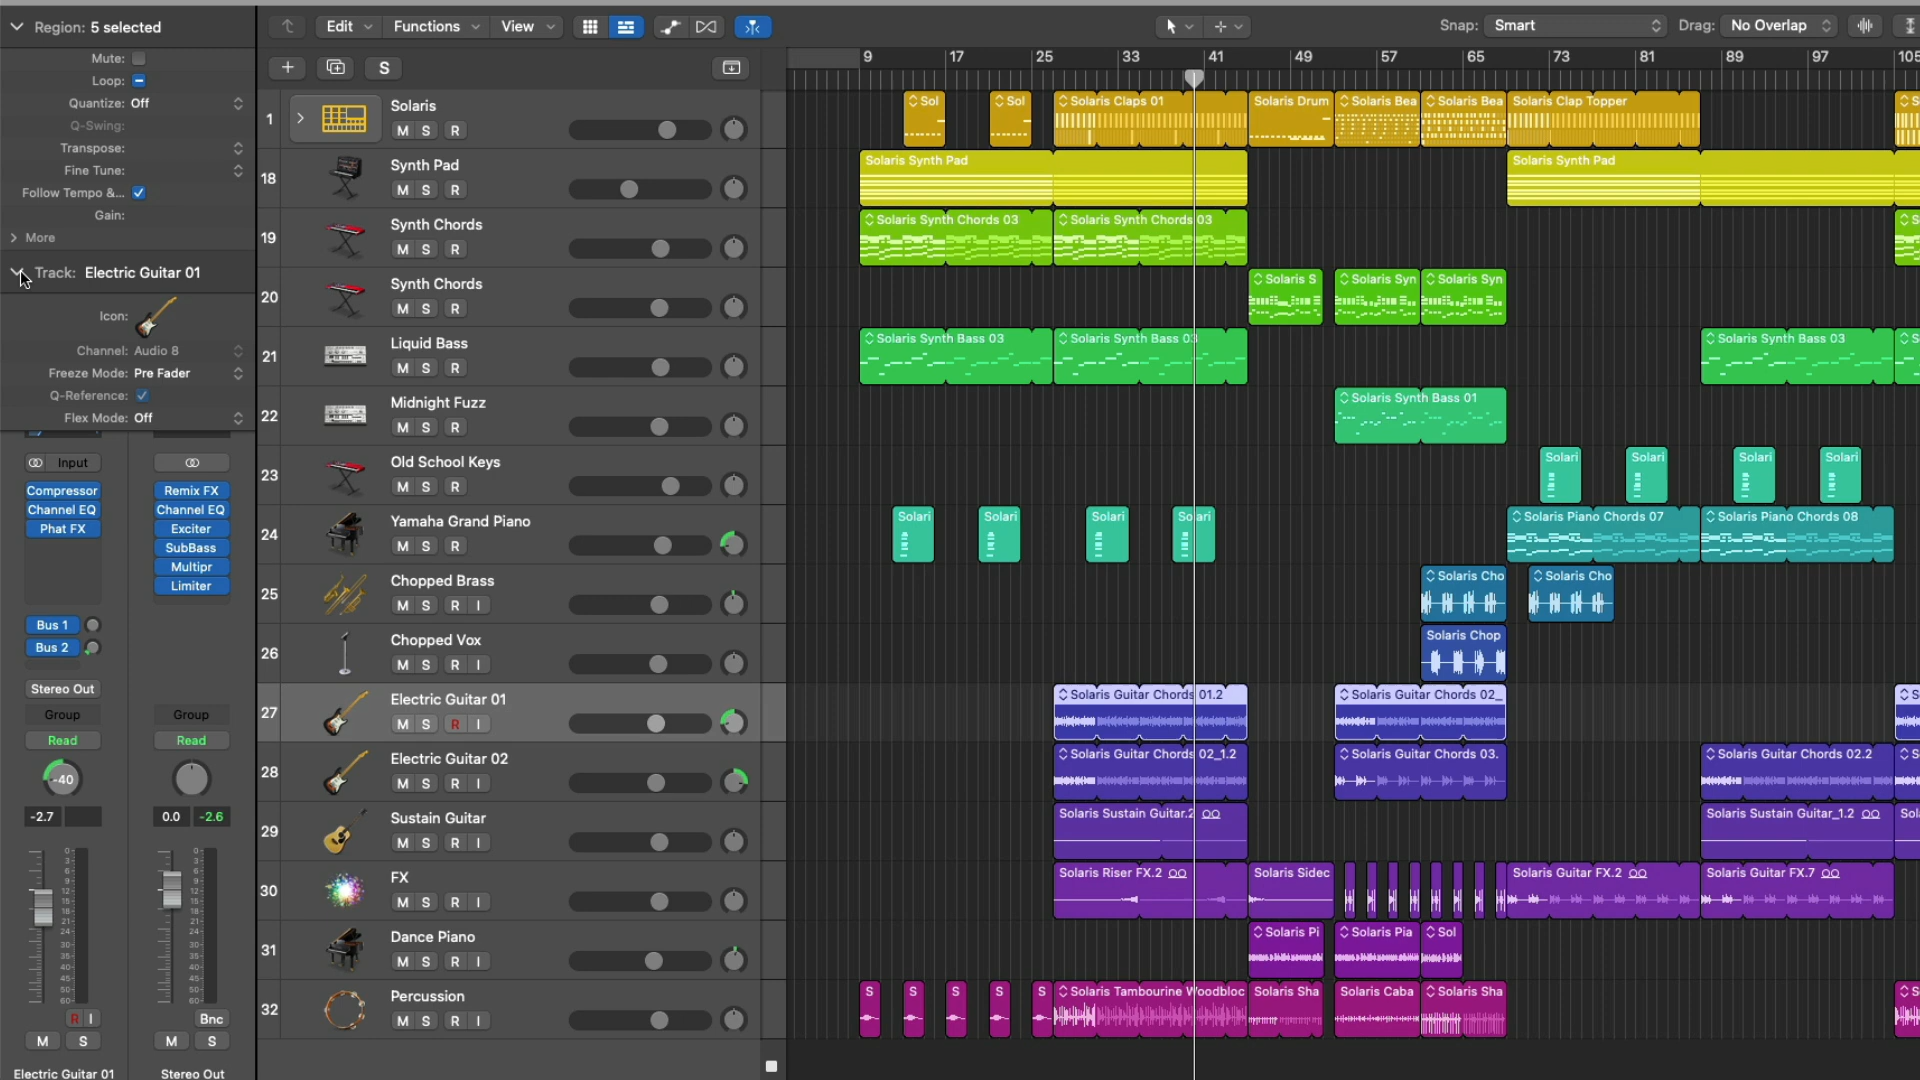 Region: 5 selected
Edit Functions View
Snap: Smart Drag: No Overlap
Mute:
Loop:
Quantize: Off
Q-Swing:
Transpose:
Fine Tune:
Follow Tempo &...
Gain:
More
Track: Electric Guitar 01
Icon:
Channel: Audio 8
Freeze Mode: Pre Fader
Q-Reference:
Flex Mode: Off
Input
Compressor Remix FX
Channel EQ Channel EQ
Phat FX Exciter
SubBass
Multipr
Limiter
Bus 1
Bus 2
Stereo Out
Group Group
Read Read
-40
-2.7 0.0 -2.6
R I Bnc
M S M S
Electric Guitar 01 Stereo Out
S
9 17 25 33 41 49 57 65 73 81 89 97 105
1 Solaris
M S R
Sol Sol Solaris Claps 01 Solaris Drum Solaris Bea Solaris Bea Solaris Clap Topper
18 Synth Pad
M S R
Solaris Synth Pad Solaris Synth Pad
19 Synth Chords
M S R
Solaris Synth Chords 03 Solaris Synth Chords 03
20 Synth Chords
M S R
Solaris S Solaris Syn Solaris Syn
21 Liquid Bass
M S R
Solaris Synth Bass 03 Solaris Synth Bass 03 Solaris Synth Bass 03
22 Midnight Fuzz
M S R
Solaris Synth Bass 01
23 Old School Keys
M S R
Solari Solari Solari Solari
24 Yamaha Grand Piano
M S R
Solari Solari Solari Solari Solaris Piano Chords 07 Solaris Piano Chords 08
25 Chopped Brass
M S R I
Solaris Cho Solaris Cho
26 Chopped Vox
M S R I
Solaris Chop
27 Electric Guitar 01
M S R I
Solaris Guitar Chords 01.2 Solaris Guitar Chords 02_
28 Electric Guitar 02
M S R I
Solaris Guitar Chords 02_1.2 Solaris Guitar Chords 03. Solaris Guitar Chords 02.2
29 Sustain Guitar
M S R I
Solaris Sustain Guitar.2 Solaris Sustain Guitar_1.2 Sol
30 FX
M S R I
Solaris Riser FX.2 Solaris Sidec Solaris Guitar FX.2 Solaris Guitar FX.7
31 Dance Piano
M S R I
Solaris Pi Solaris Pia Sol
32 Percussion
M S R I
S S S S S Solaris Tambourine Woodbloc Solaris Sha Solaris Caba Solaris Sha